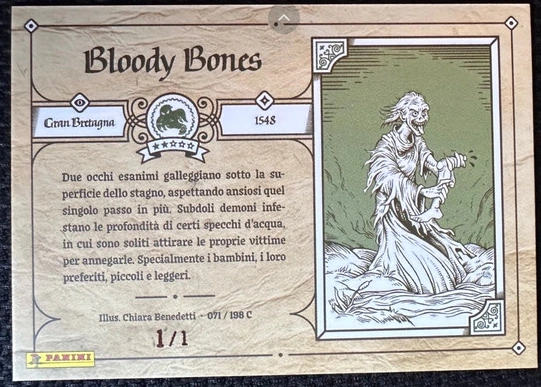 Bloody Bones
Gran Bretagna
1548
Due occhi esanimi galleggiano sotto la su-
perficie dello stagno, aspettando ansiosi quel
singolo passo in più. Subdoli demoni infe-
stano le profondità di certi specchi d'acqua,
in cui sono soliti attirare le proprie vittime
per annegarle. Specialmente i bambini, i loro
preferiti, piccoli e leggeri.
Illus. Chiara Benedetti - 071 / 198 C
1/1
PANINI